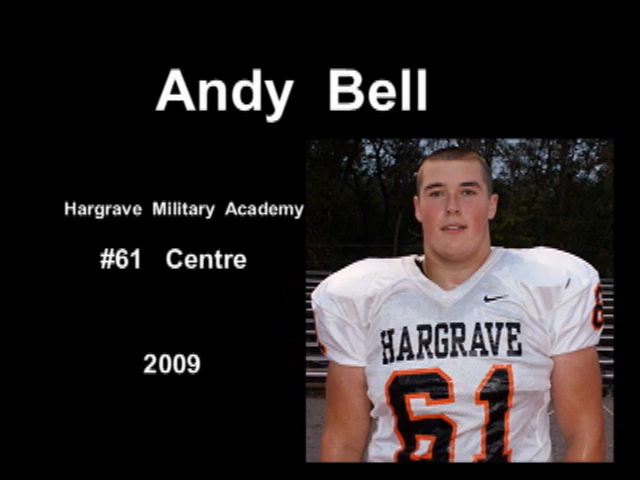 Andy Bell
Hargrave Military Academy
#61 Centre
2009
HARGRAVE
61